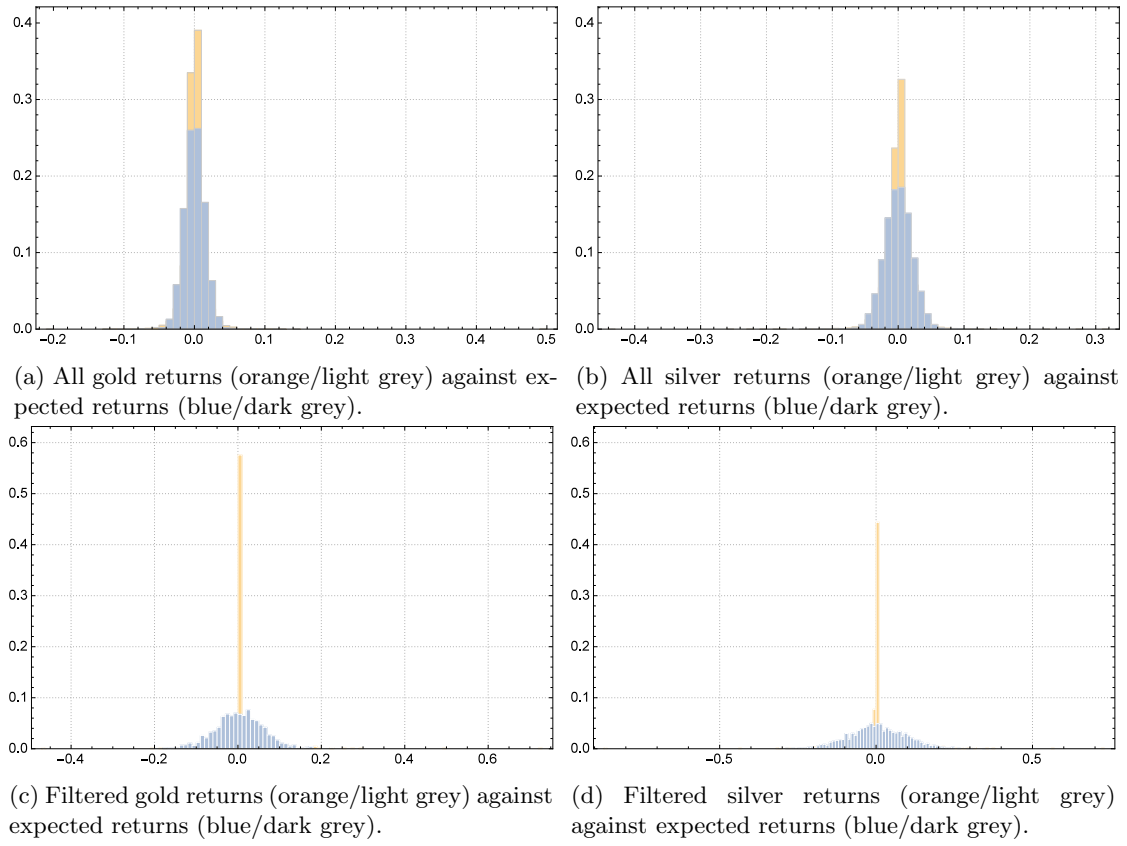 0.4
0.3
0.2
0.1
0.0
-0.2 -0.1 0.0 0.1 0.2 0.3 0.4 0.5
0.4
0.3
0.2
0.1
0.0
-0.4 -0.3 -0.2 -0.1 0.0 0.1 0.2 0.3
(a) All gold returns (orange/light grey) against ex-
pected returns (blue/dark grey).
(b) All silver returns (orange/light grey) against
expected returns (blue/dark grey).
0.6
0.5
0.4
0.3
0.2
0.1
0.0
-0.4 -0.2 0.0 0.2 0.4 0.6
0.6
0.5
0.4
0.3
0.2
0.1
0.0
-0.5 0.0 0.5
(c) Filtered gold returns (orange/light grey) against
expected returns (blue/dark grey).
(d) Filtered silver returns (orange/light grey)
against expected returns (blue/dark grey).